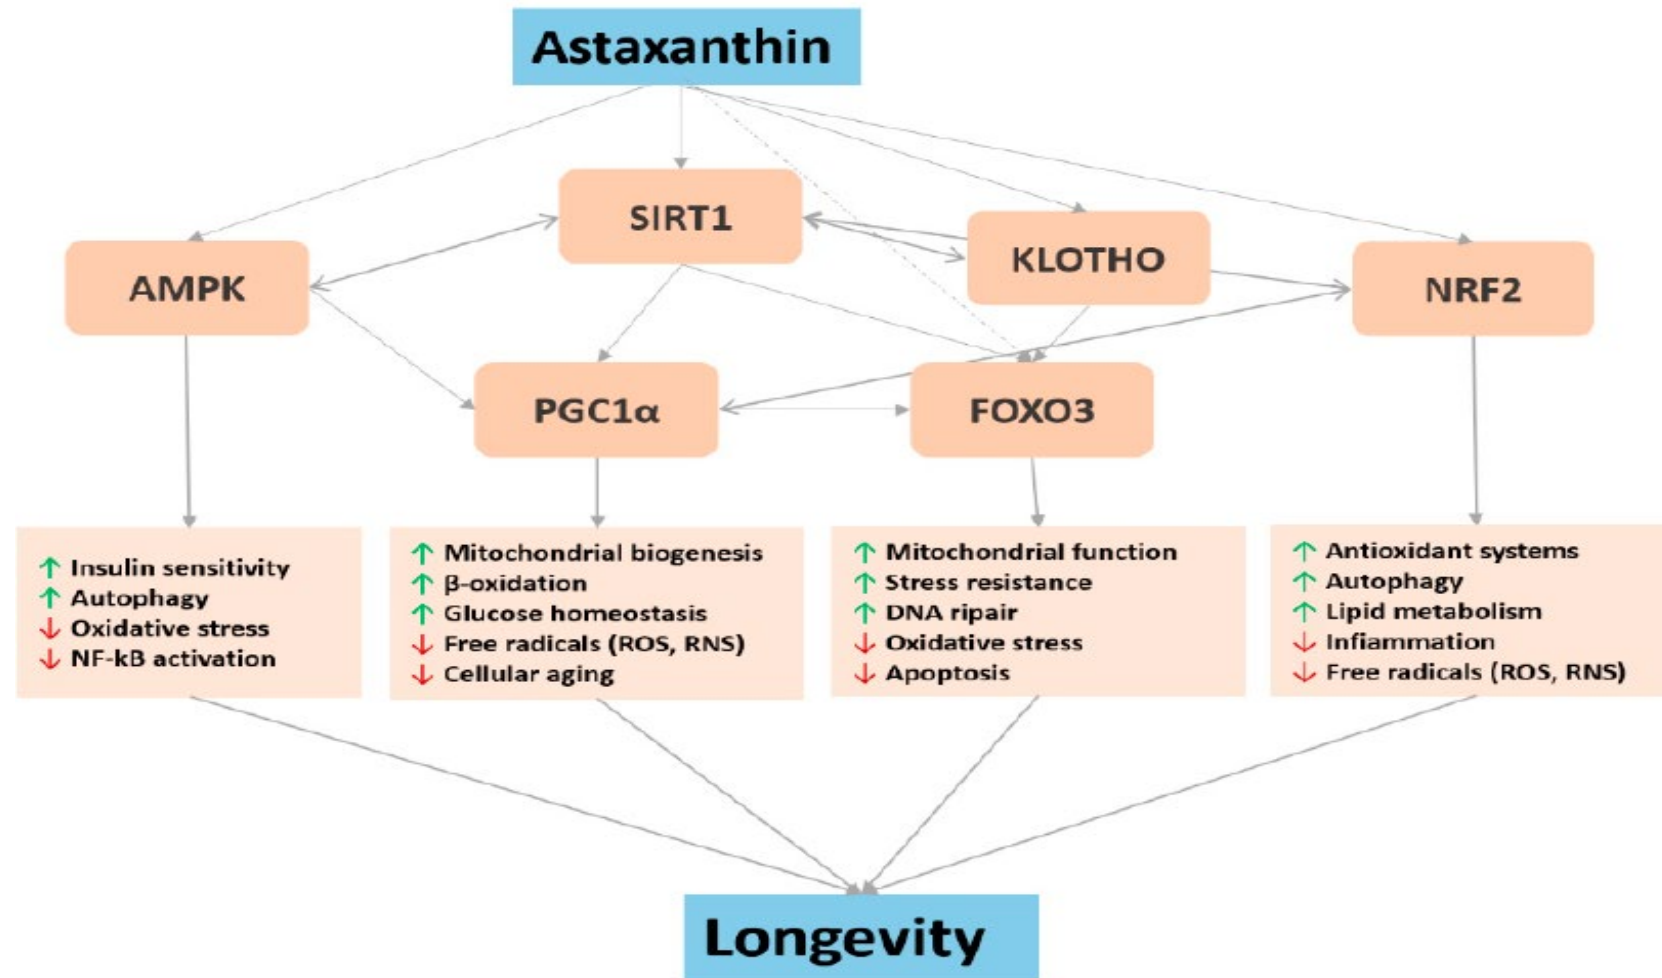 Astaxanthin
SIRT1
KLOTHO
AMPK
NRF2
PGC1α
FOXO3
↑ Insulin sensitivity
↑ Autophagy
↓ Oxidative stress
↓ NF-kB activation
↑ Mitochondrial biogenesis
↑ β-oxidation
↑ Glucose homeostasis
↓ Free radicals (ROS, RNS)
↓ Cellular aging
↑ Mitochondrial function
↑ Stress resistance
↑ DNA ripair
↓ Oxidative stress
↓ Apoptosis
↑ Antioxidant systems
↑ Autophagy
↑ Lipid metabolism
↓ Infiammation
↓ Free radicals (ROS, RNS)
Longevity